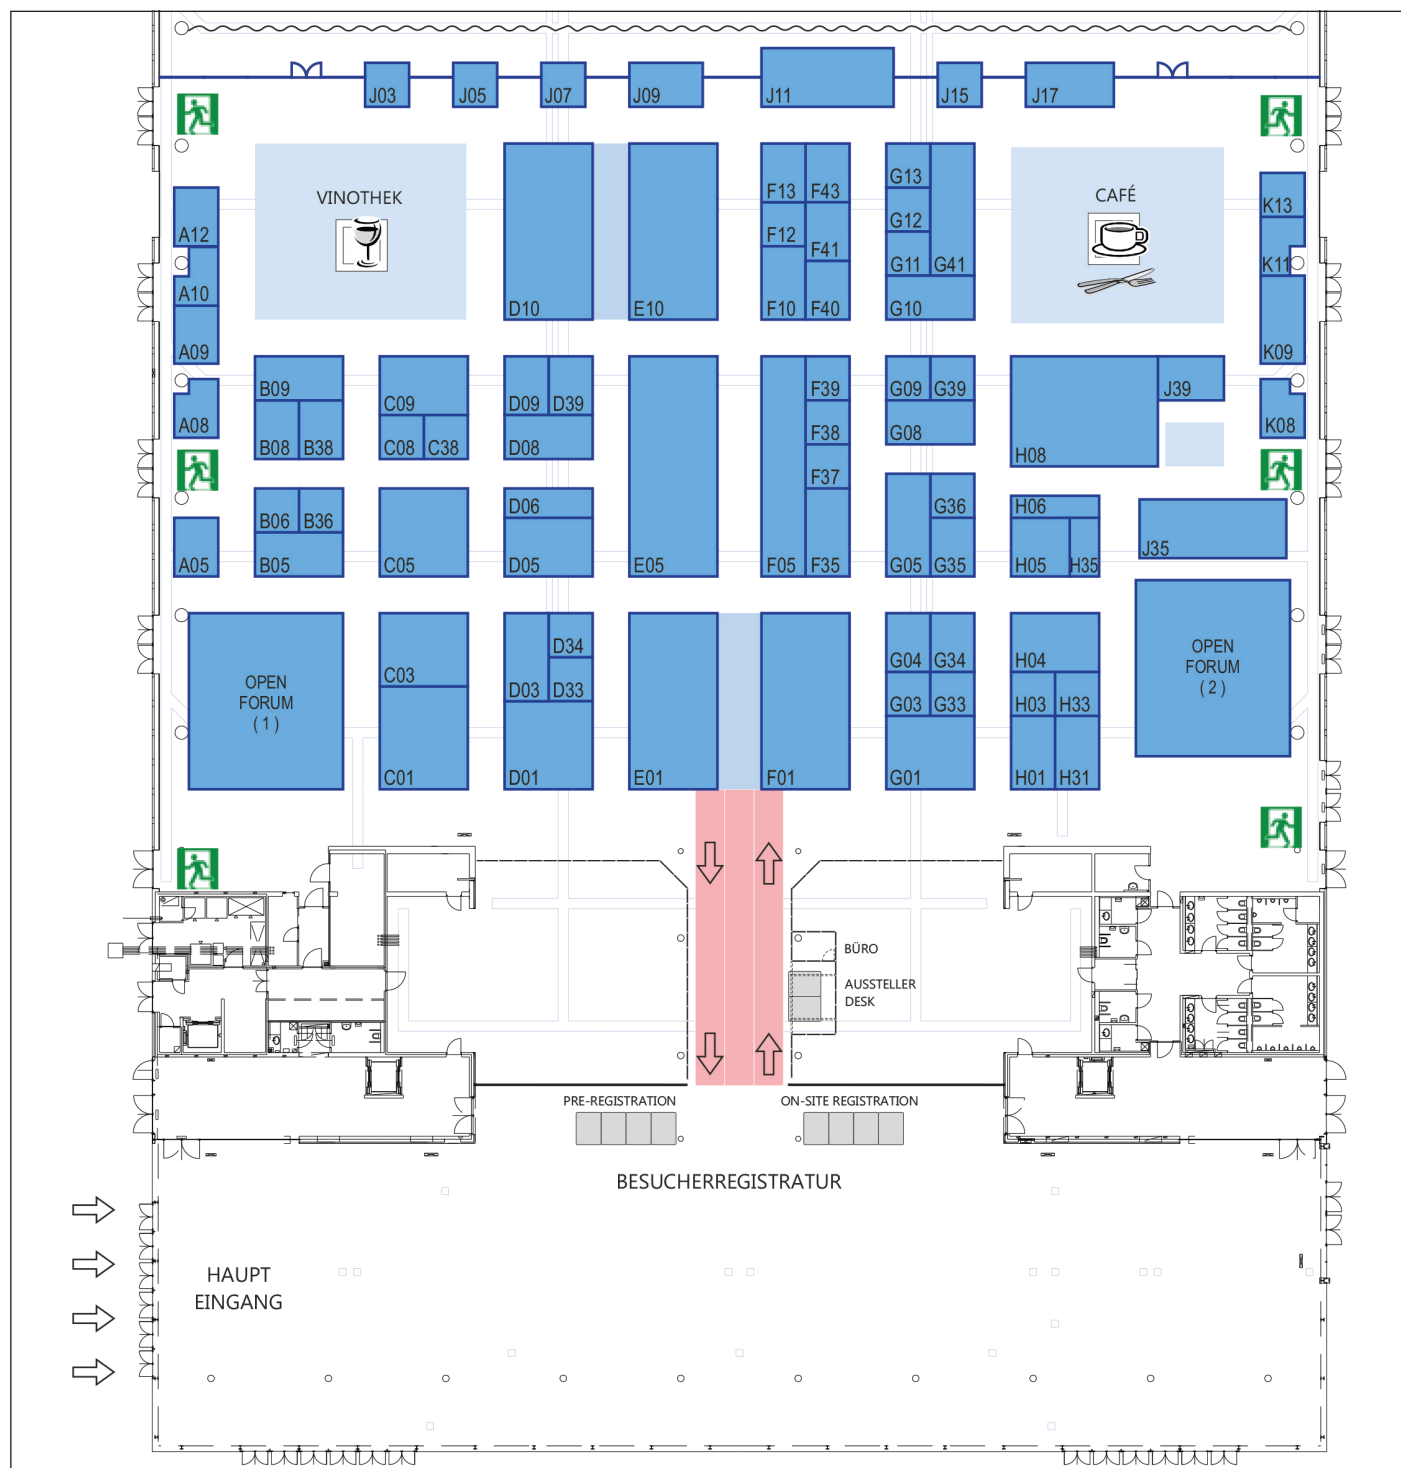 J03 J05 J07 J09 J11 J15 J17
VINOTHEK
CAFÉ
F13 F43 G13
K13
A12 F12 G12
F41
A10 G11 G41 K11
D10 E10 F10 F40 G10
A09 K09
B09 F39 G09 G39 J39
C09 D09 D39
A08 F38 G08 K08
B08 B38 C08 C38 D08 H08
F37
D06 G36 H06
B06 B36
J35
A05 B05 C05 D05 E05 F05 F35 G05 G35 H05 H35
D34
OPEN
FORUM
( 1 )
C03 G04 G34 H04
OPEN
FORUM
( 2 )
D03 D33
G03 G33 H03 H33
C01 D01 E01 F01 G01 H01 H31
BÜRO
AUSSTELLER
DESK
PRE-REGISTRATION
ON-SITE REGISTRATION
BESUCHERREGISTRATUR
HAUPT
EINGANG